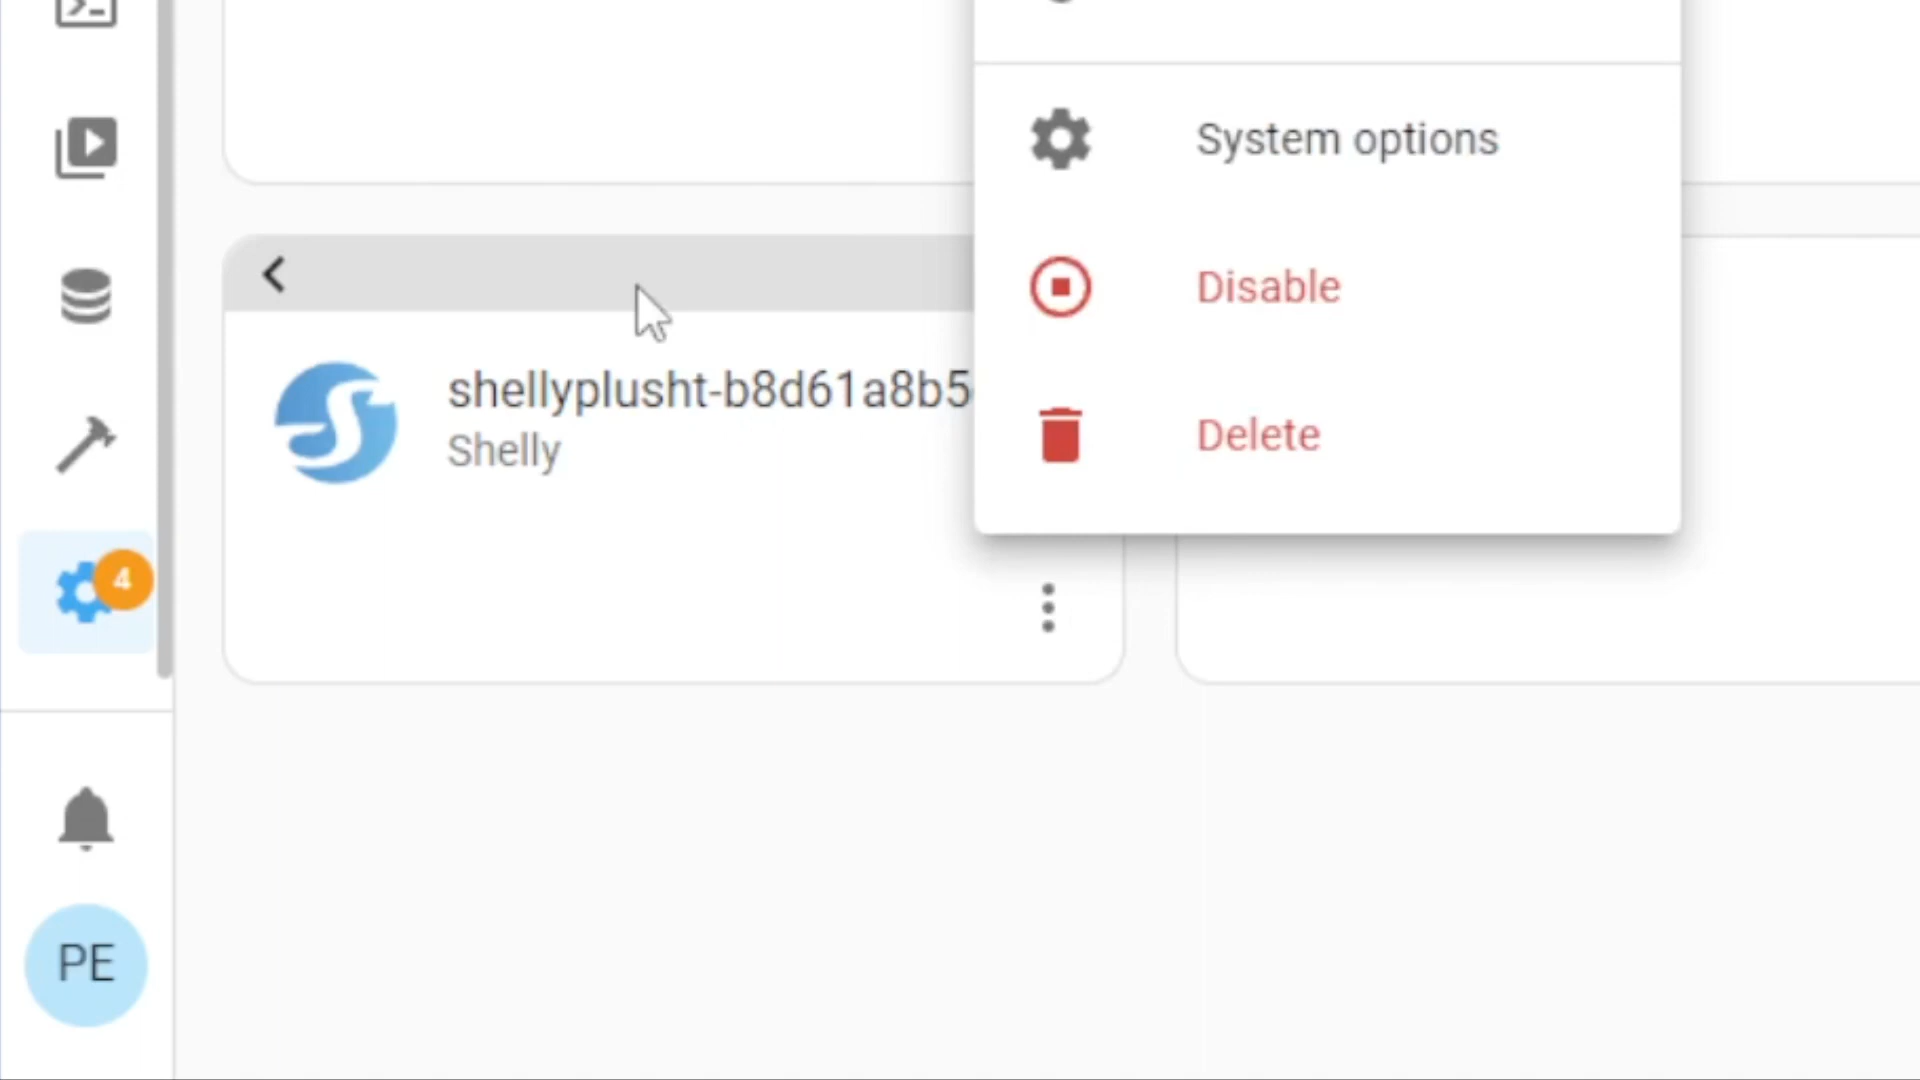 System options
Disable
shellyplusht-b8d61a8b5
Shelly
Delete
4
PE